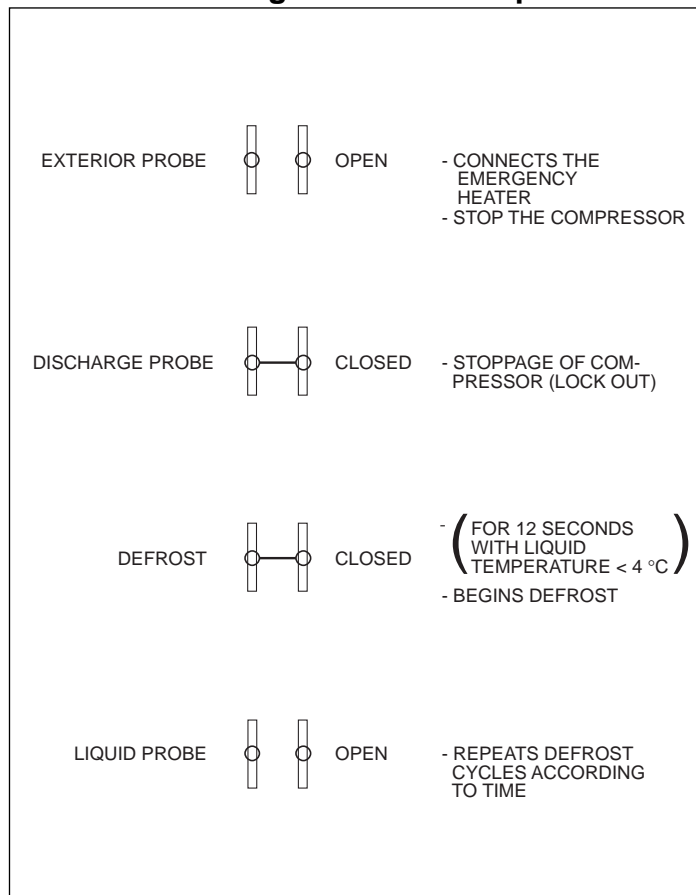 EXTERIOR PROBE OPEN - CONNECTS THE
EMERGENCY
HEATER
- STOP THE COMPRESSOR
DISCHARGE PROBE CLOSED - STOPPAGE OF COM-
PRESSOR (LOCK OUT)
DEFROST CLOSED - (FOR 12 SECONDS
WITH LIQUID
TEMPERATURE < 4 °C)
- BEGINS DEFROST
LIQUID PROBE OPEN - REPEATS DEFROST
CYCLES ACCORDING
TO TIME